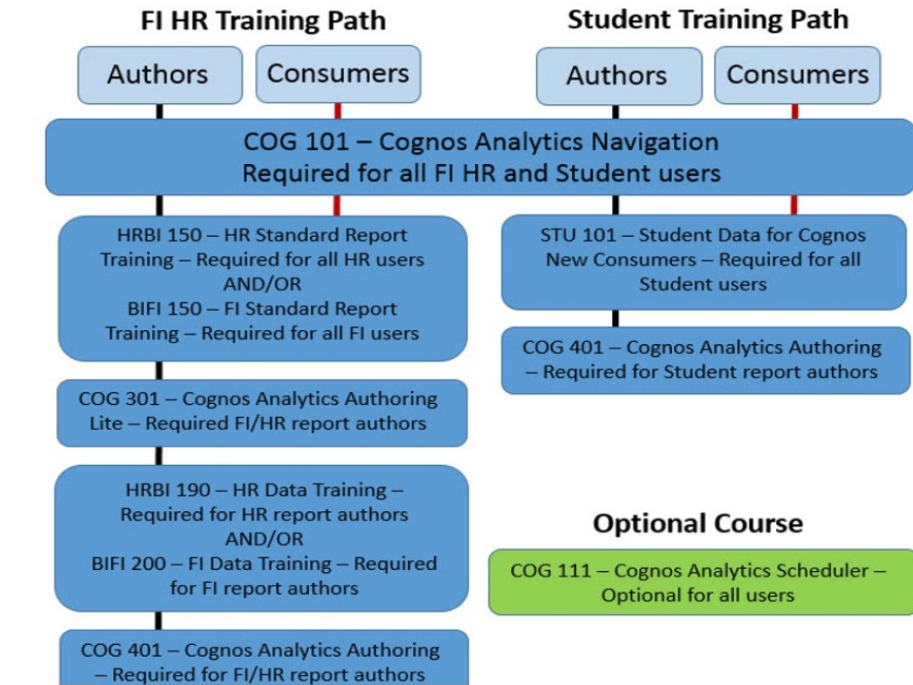 FI HR Training Path
Authors
Consumers
Student Training Path
Authors
Consumers
COG 101 – Cognos Analytics Navigation
Required for all FI HR and Student users
HRBI 150 – HR Standard Report
Training – Required for all HR users
AND/OR
BIFI 150 – FI Standard Report
Training – Required for all FI users
COG 301 – Cognos Analytics Authoring
Lite – Required FI/HR report authors
HRBI 190 – HR Data Training –
Required for HR report authors
AND/OR
BIFI 200 – FI Data Training – Required
for FI report authors
COG 401 – Cognos Analytics Authoring
– Required for FI/HR report authors
STU 101 – Student Data for Cognos
New Consumers – Required for all
Student users
COG 401 – Cognos Analytics Authoring
– Required for Student report authors
Optional Course
COG 111 – Cognos Analytics Scheduler –
Optional for all users